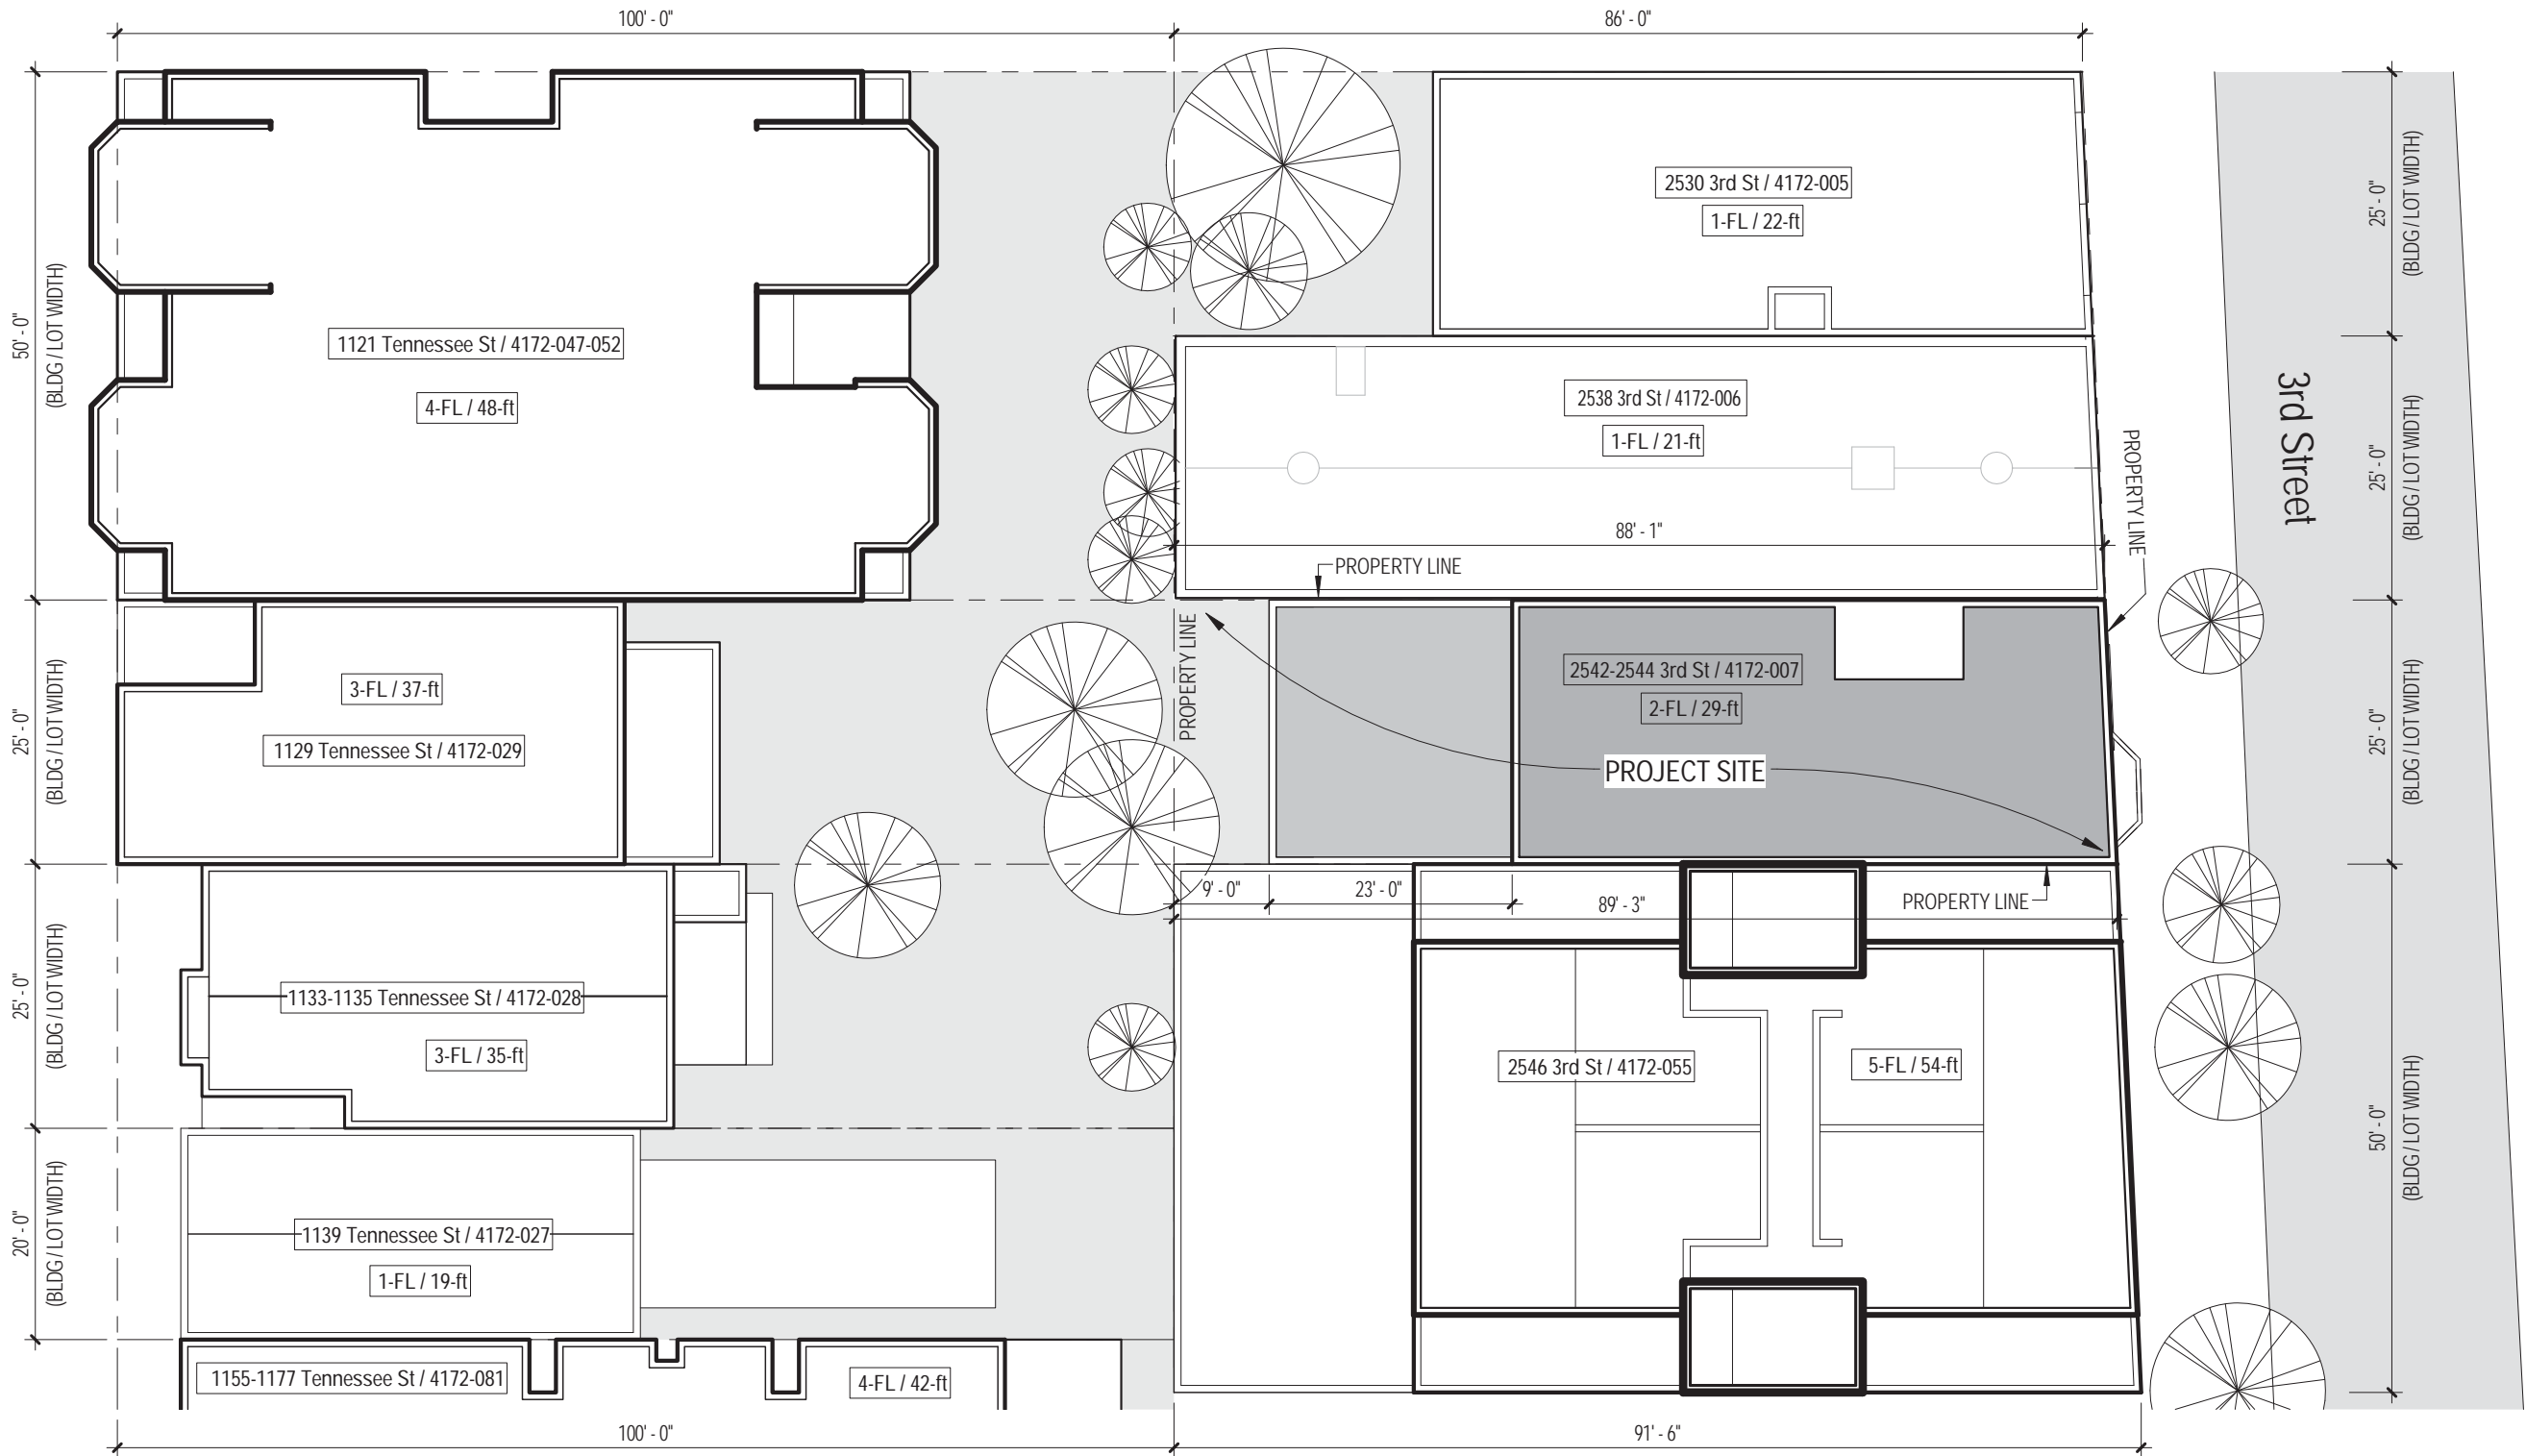 100' - 0"
86' - 0"
50' - 0"
(BLDG / LOT WIDTH)
1121 Tennessee St / 4172-047-052
4-FL / 48-ft
2530 3rd St / 4172-005
1-FL / 22-ft
25' - 0"
(BLDG / LOT WIDTH)
2538 3rd St / 4172-006
1-FL / 21-ft
88' - 1"
PROPERTY LINE
PROPERTY LINE
3rd Street
25' - 0"
(BLDG / LOT WIDTH)
25' - 0"
(BLDG / LOT WIDTH)
3-FL / 37-ft
1129 Tennessee St / 4172-029
PROPERTY LINE
2542-2544 3rd St / 4172-007
2-FL / 29-ft
PROJECT SITE
25' - 0"
(BLDG / LOT WIDTH)
9' - 0"
23' - 0"
89' - 3"
PROPERTY LINE
25' - 0"
(BLDG / LOT WIDTH)
1133-1135 Tennessee St / 4172-028
3-FL / 35-ft
2546 3rd St / 4172-055
5-FL / 54-ft
50' - 0"
(BLDG / LOT WIDTH)
20' - 0"
(BLDG / LOT WIDTH)
1139 Tennessee St / 4172-027
1-FL / 19-ft
1155-1177 Tennessee St / 4172-081
4-FL / 42-ft
100' - 0"
91' - 6"